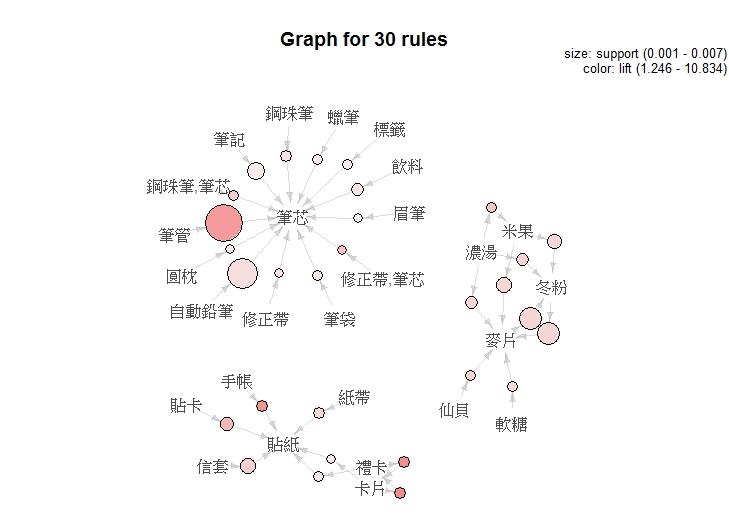 Graph for 30 rules
size: support (0.001 - 0.007)
color: lift (1.246 - 10.834)
鋼珠筆
蠟筆
標籤
筆記
飲料
鋼珠筆,筆芯
筆芯
眉筆
筆管
圓枕
修正帶,筆芯
自動鉛筆
修正帶
筆袋
米果
濃湯
冬粉
麥片
仙貝
軟糖
手帳
貼卡
紙帶
貼紙
信套
禮卡
卡片